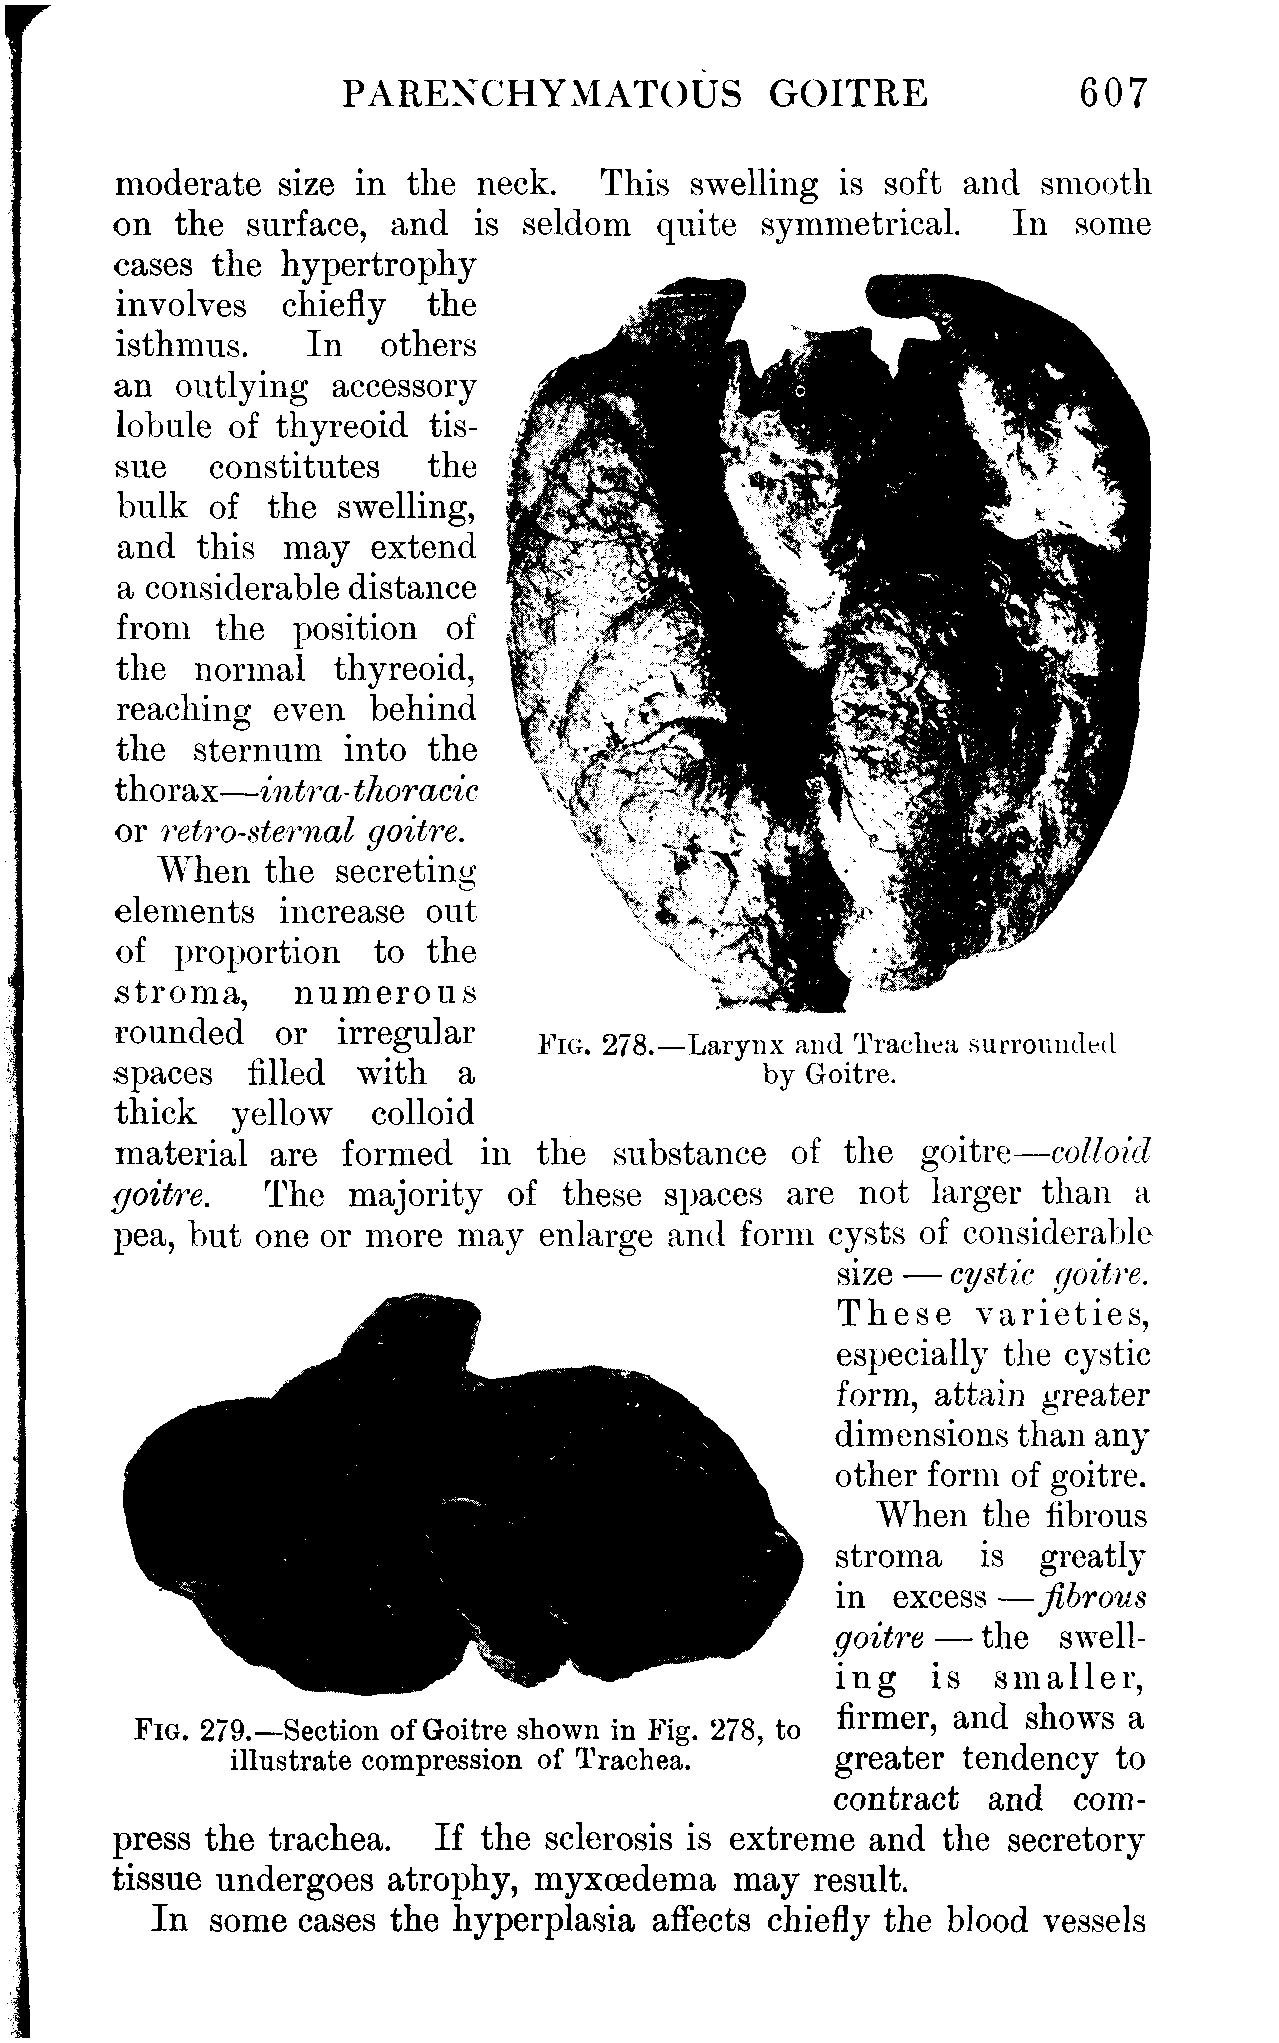 PARENCHYMATOUS GOITRE 607
moderate size in the neck. This swelling is soft and smooth
on the surface, and is seldom quite symmetrical. In some
cases the hypertrophy
involves chiefly the
isthmus. In others
an outlying accessory
lobule of thyreoid tis-
sue constitutes the
bulk of the swelling,
and this may extend
a considerable distance
from the position of
the normal thyreoid,
reaching even behind
the sternum into the
thorax—intra-thoracic
or retro-sternal goitre.
When the secreting
elements increase out
of proportion to the
stroma, numerous
rounded or irregular
spaces filled with a
thick yellow colloid
FIG. 278.—Larynx and Trachea surrounded
by Goitre.
material are formed in the substance of the goitre—colloid
goitre. The majority of these spaces are not larger than a
pea, but one or more may enlarge and form cysts of considerable
size — cystic goitre.
These varieties,
especially the cystic
form, attain greater
dimensions than any
other form of goitre.
When the fibrous
stroma is greatly
in excess — fibrous
goitre — the swell-
ing is smaller,
firmer, and shows a
greater tendency to
contract and com-
FIG. 279.—Section of Goitre shown in Fig. 278, to
illustrate compression of Trachea.
press the trachea. If the sclerosis is extreme and the secretory
tissue undergoes atrophy, myxœdema may result.
In some cases the hyperplasia affects chiefly the blood vessels